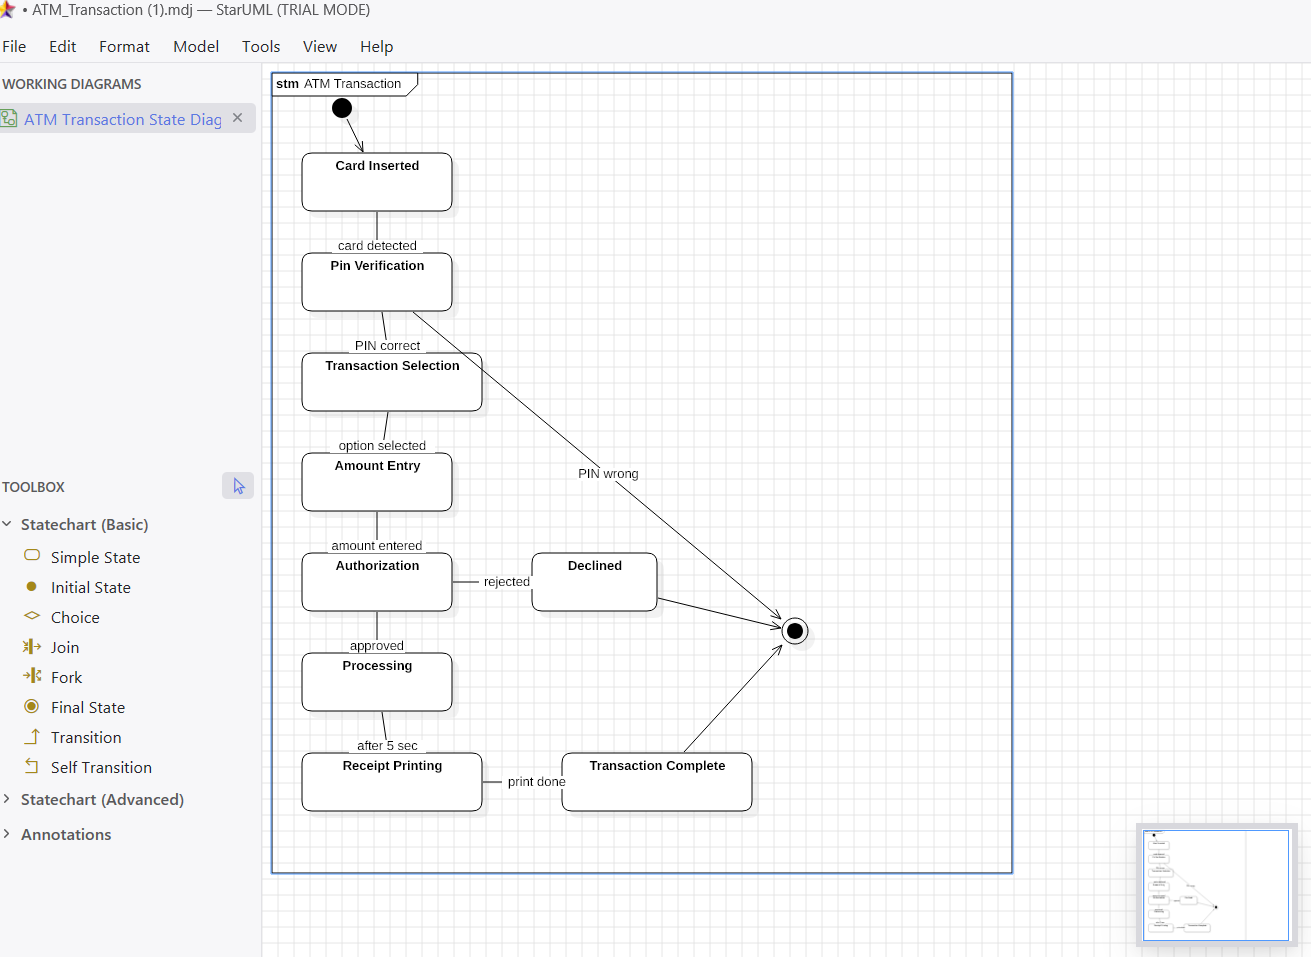 • ATM_Transaction (1).mdj — StarUML (TRIAL MODE)
File Edit Format Model Tools View Help
WORKING DIAGRAMS
ATM Transaction State Diag ×
stm ATM Transaction
Card Inserted
card detected
Pin Verification
PIN correct
Transaction Selection
PIN wrong
option selected
Amount Entry
amount entered
Authorization
rejected
Declined
approved
Processing
after 5 sec
Receipt Printing
print done
Transaction Complete
TOOLBOX
Statechart (Basic)
Simple State
Initial State
Choice
Join
Fork
Final State
Transition
Self Transition
Statechart (Advanced)
Annotations